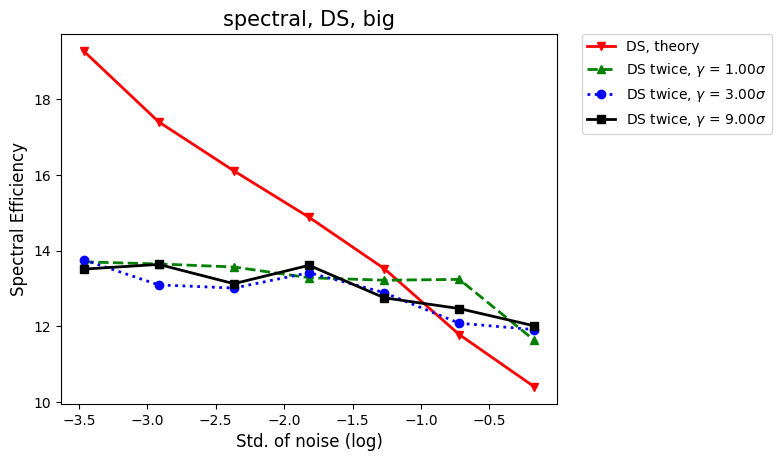 spectral, DS, big
Spectral Efficiency
18
16
14
12
10
−3.5 −3.0 −2.5 −2.0 −1.5 −1.0 −0.5
Std. of noise (log)
DS, theory
DS twice, γ = 1.00σ
DS twice, γ = 3.00σ
DS twice, γ = 9.00σ